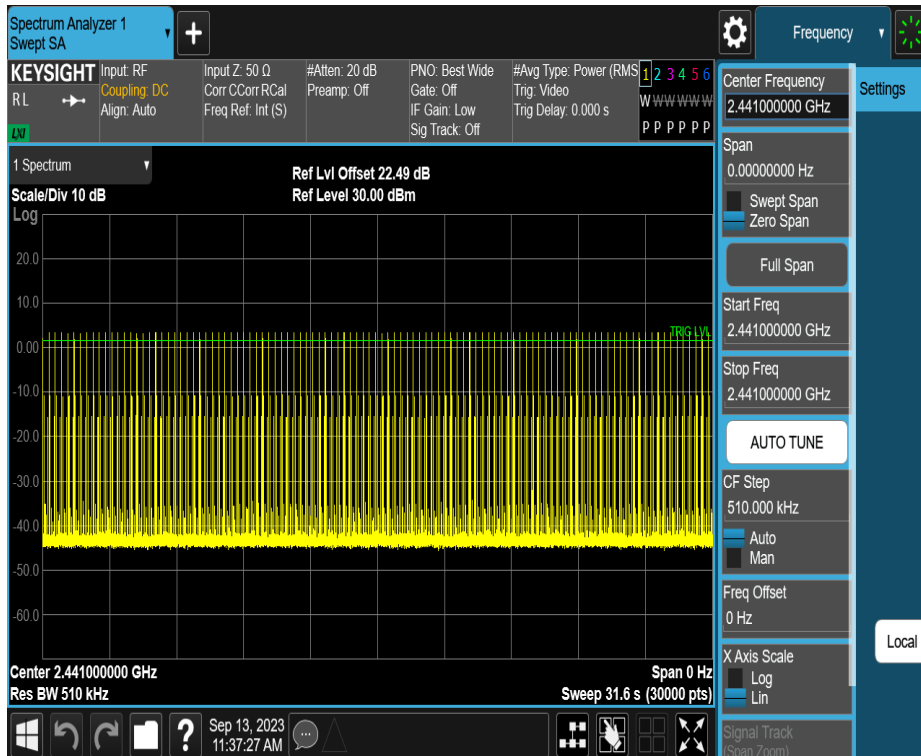 Spectrum Analyzer 1
Swept SA
+
Frequency
KEYSIGHT
R L
LXI
Input: RF
Coupling: DC
Align: Auto
Input Z: 50 Ω
Corr CCorr RCal
Freq Ref: Int (S)
#Atten: 20 dB
Preamp: Off
PNO: Best Wide
Gate: Off
IF Gain: Low
Sig Track: Off
#Avg Type: Power (RMS
Trig: Video
Trig Delay: 0.000 s
1 2 3 4 5 6
W W W W W W
P P P P P P
1 Spectrum
Scale/Div 10 dB
Ref Lvl Offset 22.49 dB
Ref Level 30.00 dBm
Log
20.0
10.0
0.00
-10.0
-20.0
-30.0
-40.0
-50.0
-60.0
TRIG LVL
Center 2.441000000 GHz
Res BW 510 kHz
Span 0 Hz
Sweep 31.6 s (30000 pts)
?
Sep 13, 2023
11:37:27 AM
Center Frequency
2.441000000 GHz
Span
0.00000000 Hz
Swept Span
Zero Span
Full Span
Start Freq
2.441000000 GHz
Stop Freq
2.441000000 GHz
AUTO TUNE
CF Step
510.000 kHz
Auto
Man
Freq Offset
0 Hz
X Axis Scale
Log
Lin
Signal Track
(Span Zoom)
Settings
Local